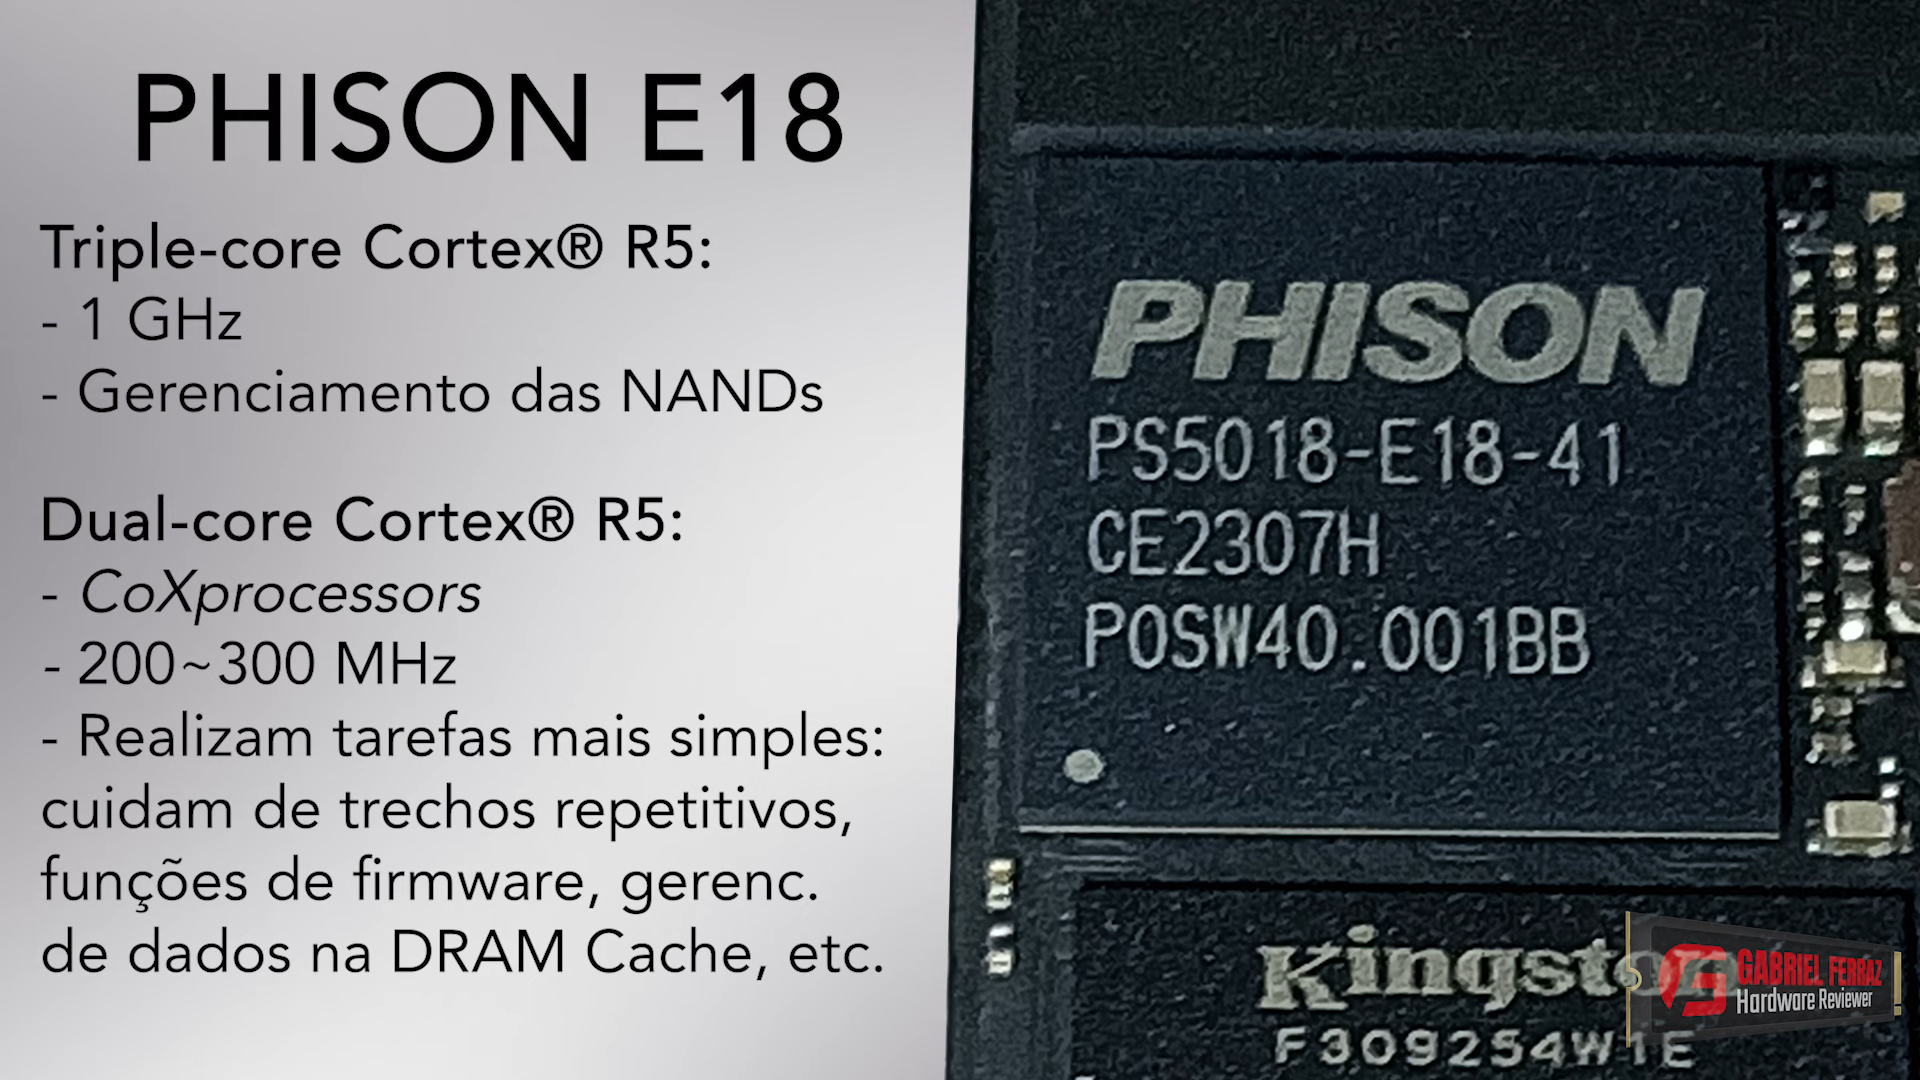 PHISON E18
Triple-core Cortex® R5:
- 1 GHz
- Gerenciamento das NANDs
Dual-core Cortex® R5:
- CoXprocessors
- 200~300 MHz
- Realizam tarefas mais simples:
cuidam de trechos repetitivos,
funções de firmware, gerenc.
de dados na DRAM Cache, etc.
PHISON
PS5018-E18-41
CE2307H
P0SW40.001BB
F309254W1E
GABRIEL FERRAZ
Hardware Reviewer